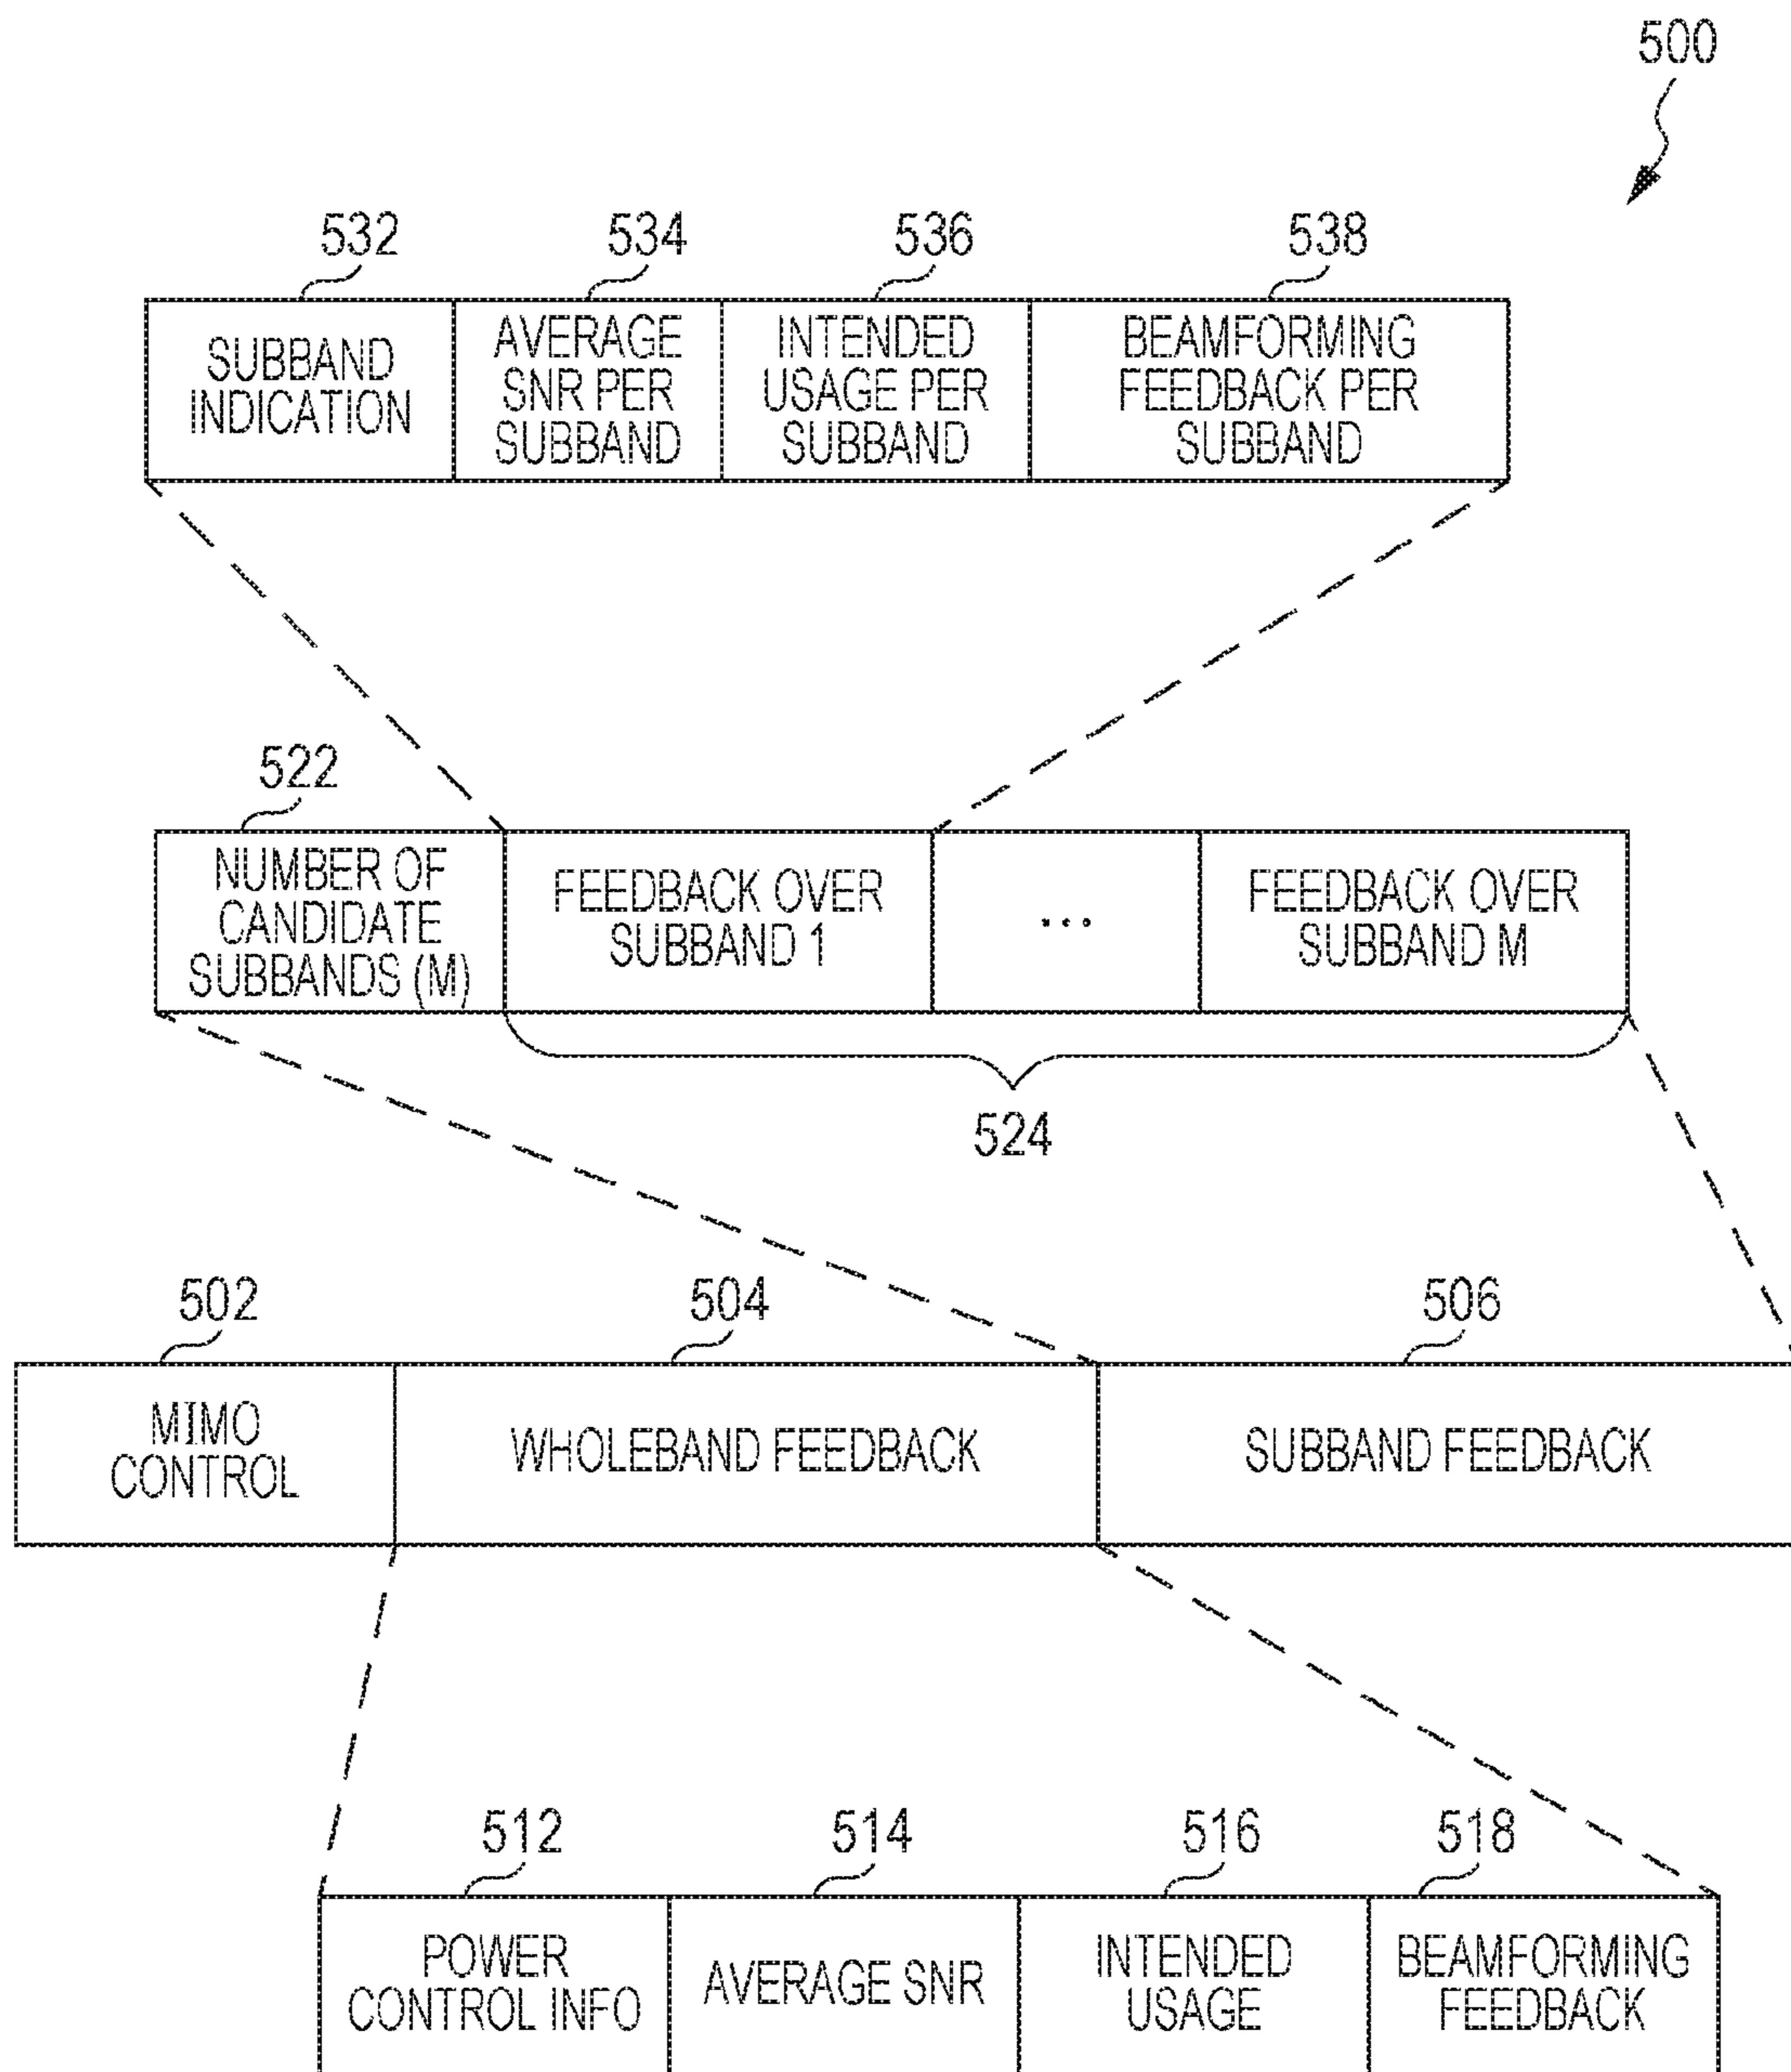 500
532
534
536
538
SUBBAND
INDICATION
AVERAGE
SNR PER
SUBBAND
INTENDED
USAGE PER
SUBBAND
BEAMFORMING
FEEDBACK PER
SUBBAND
522
NUMBER OF
CANDIDATE
SUBBANDS (M)
FEEDBACK OVER
SUBBAND 1
...
FEEDBACK OVER
SUBBAND M
524
502
504
506
MIMO
CONTROL
WHOLEBAND FEEDBACK
SUBBAND FEEDBACK
512
514
516
518
POWER
CONTROL INFO
AVERAGE SNR
INTENDED
USAGE
BEAMFORMING
FEEDBACK